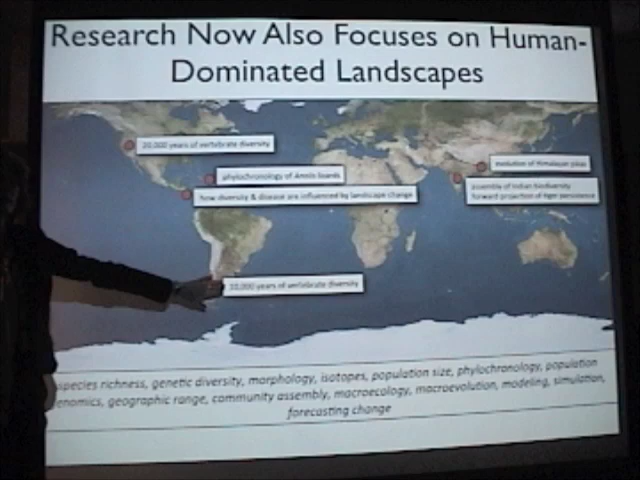 Research Now Also Focuses on Human-
Dominated Landscapes
20,000 years of vertebrate diversity
phylochronology of Anolis lizards
how diversity & disease are influenced by landscape change
evolution of Himalayan pikas
assembly of Indian biodiversity
forward projection of tiger persistence
10,000 years of vertebrate diversity
species richness, genetic diversity, morphology, isotopes, population size, phylochronology, population
genomics, geographic range, community assembly, macroecology, macroevolution, modeling, simulation,
forecasting change